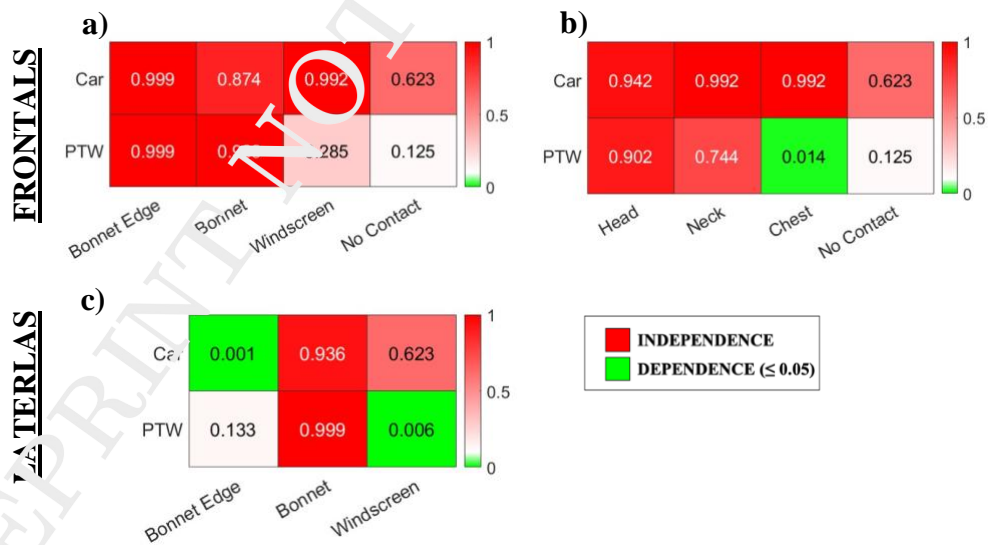 a)
FRONTALS
Car 0.999 0.874 0.992 0.623
PTW 0.999 0.285 0.125
Bonnet Edge Bonnet Windscreen No Contact
1
0.5
0
b)
Car 0.942 0.992 0.992 0.623
PTW 0.902 0.744 0.014 0.125
Head Neck Chest No Contact
1
0.5
0
c)
LATERLAS
Car 0.001 0.936 0.623
PTW 0.133 0.999 0.006
Bonnet Edge Bonnet Windscreen
1
0.5
0
INDEPENDENCE
DEPENDENCE (≤ 0.05)
EPRINT NOT